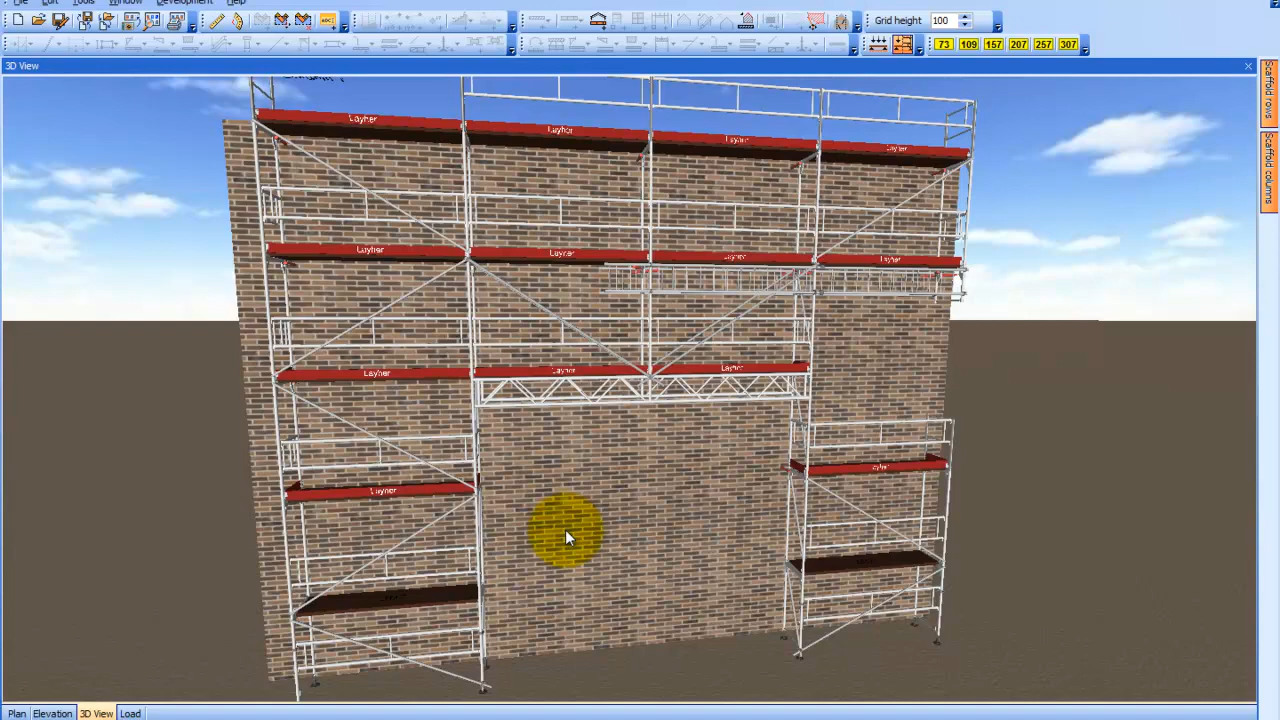 File Edit Tools Window Development Help
ABC Grid height 100
73 109 157 207 257 307
3D View
Scaffold rows
Scaffold columns
Layher Layher Layher Layher
Layher Layher Layher Layher
Layher Layher Layher
Layher Layher
Plan Elevation 3D View Load